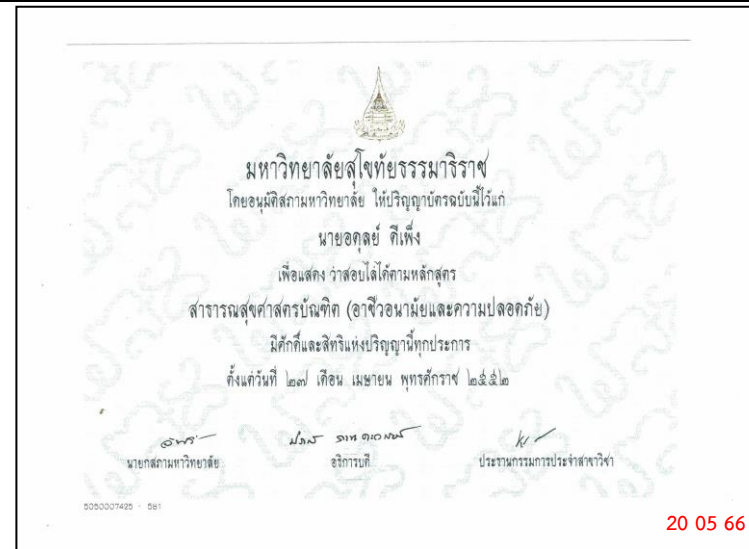 มหาวิทยาลัยสุโขทัยธรรมาธิราช
โดยอนุมัติสภามหาวิทยาลัย ให้ปริญญาบัตรฉบับนี้ไว้แก่
นายอดุลย์ ดีเพ็ง
เพื่อแสดงว่าสอบไล่ได้ตามหลักสูตร
สาธารณสุขศาสตรบัณฑิต (อาชีวอนามัยและความปลอดภัย)
มีศักดิ์และสิทธิแห่งปริญญานี้ทุกประการ
ตั้งแต่วันที่ ๒๗ เดือน เมษายน พุทธศักราช ๒๕๕๒
นายกสภามหาวิทยาลัย อธิการบดี ประธานกรรมการประจำสาขาวิชา
5050007425 - 581
20 05 66